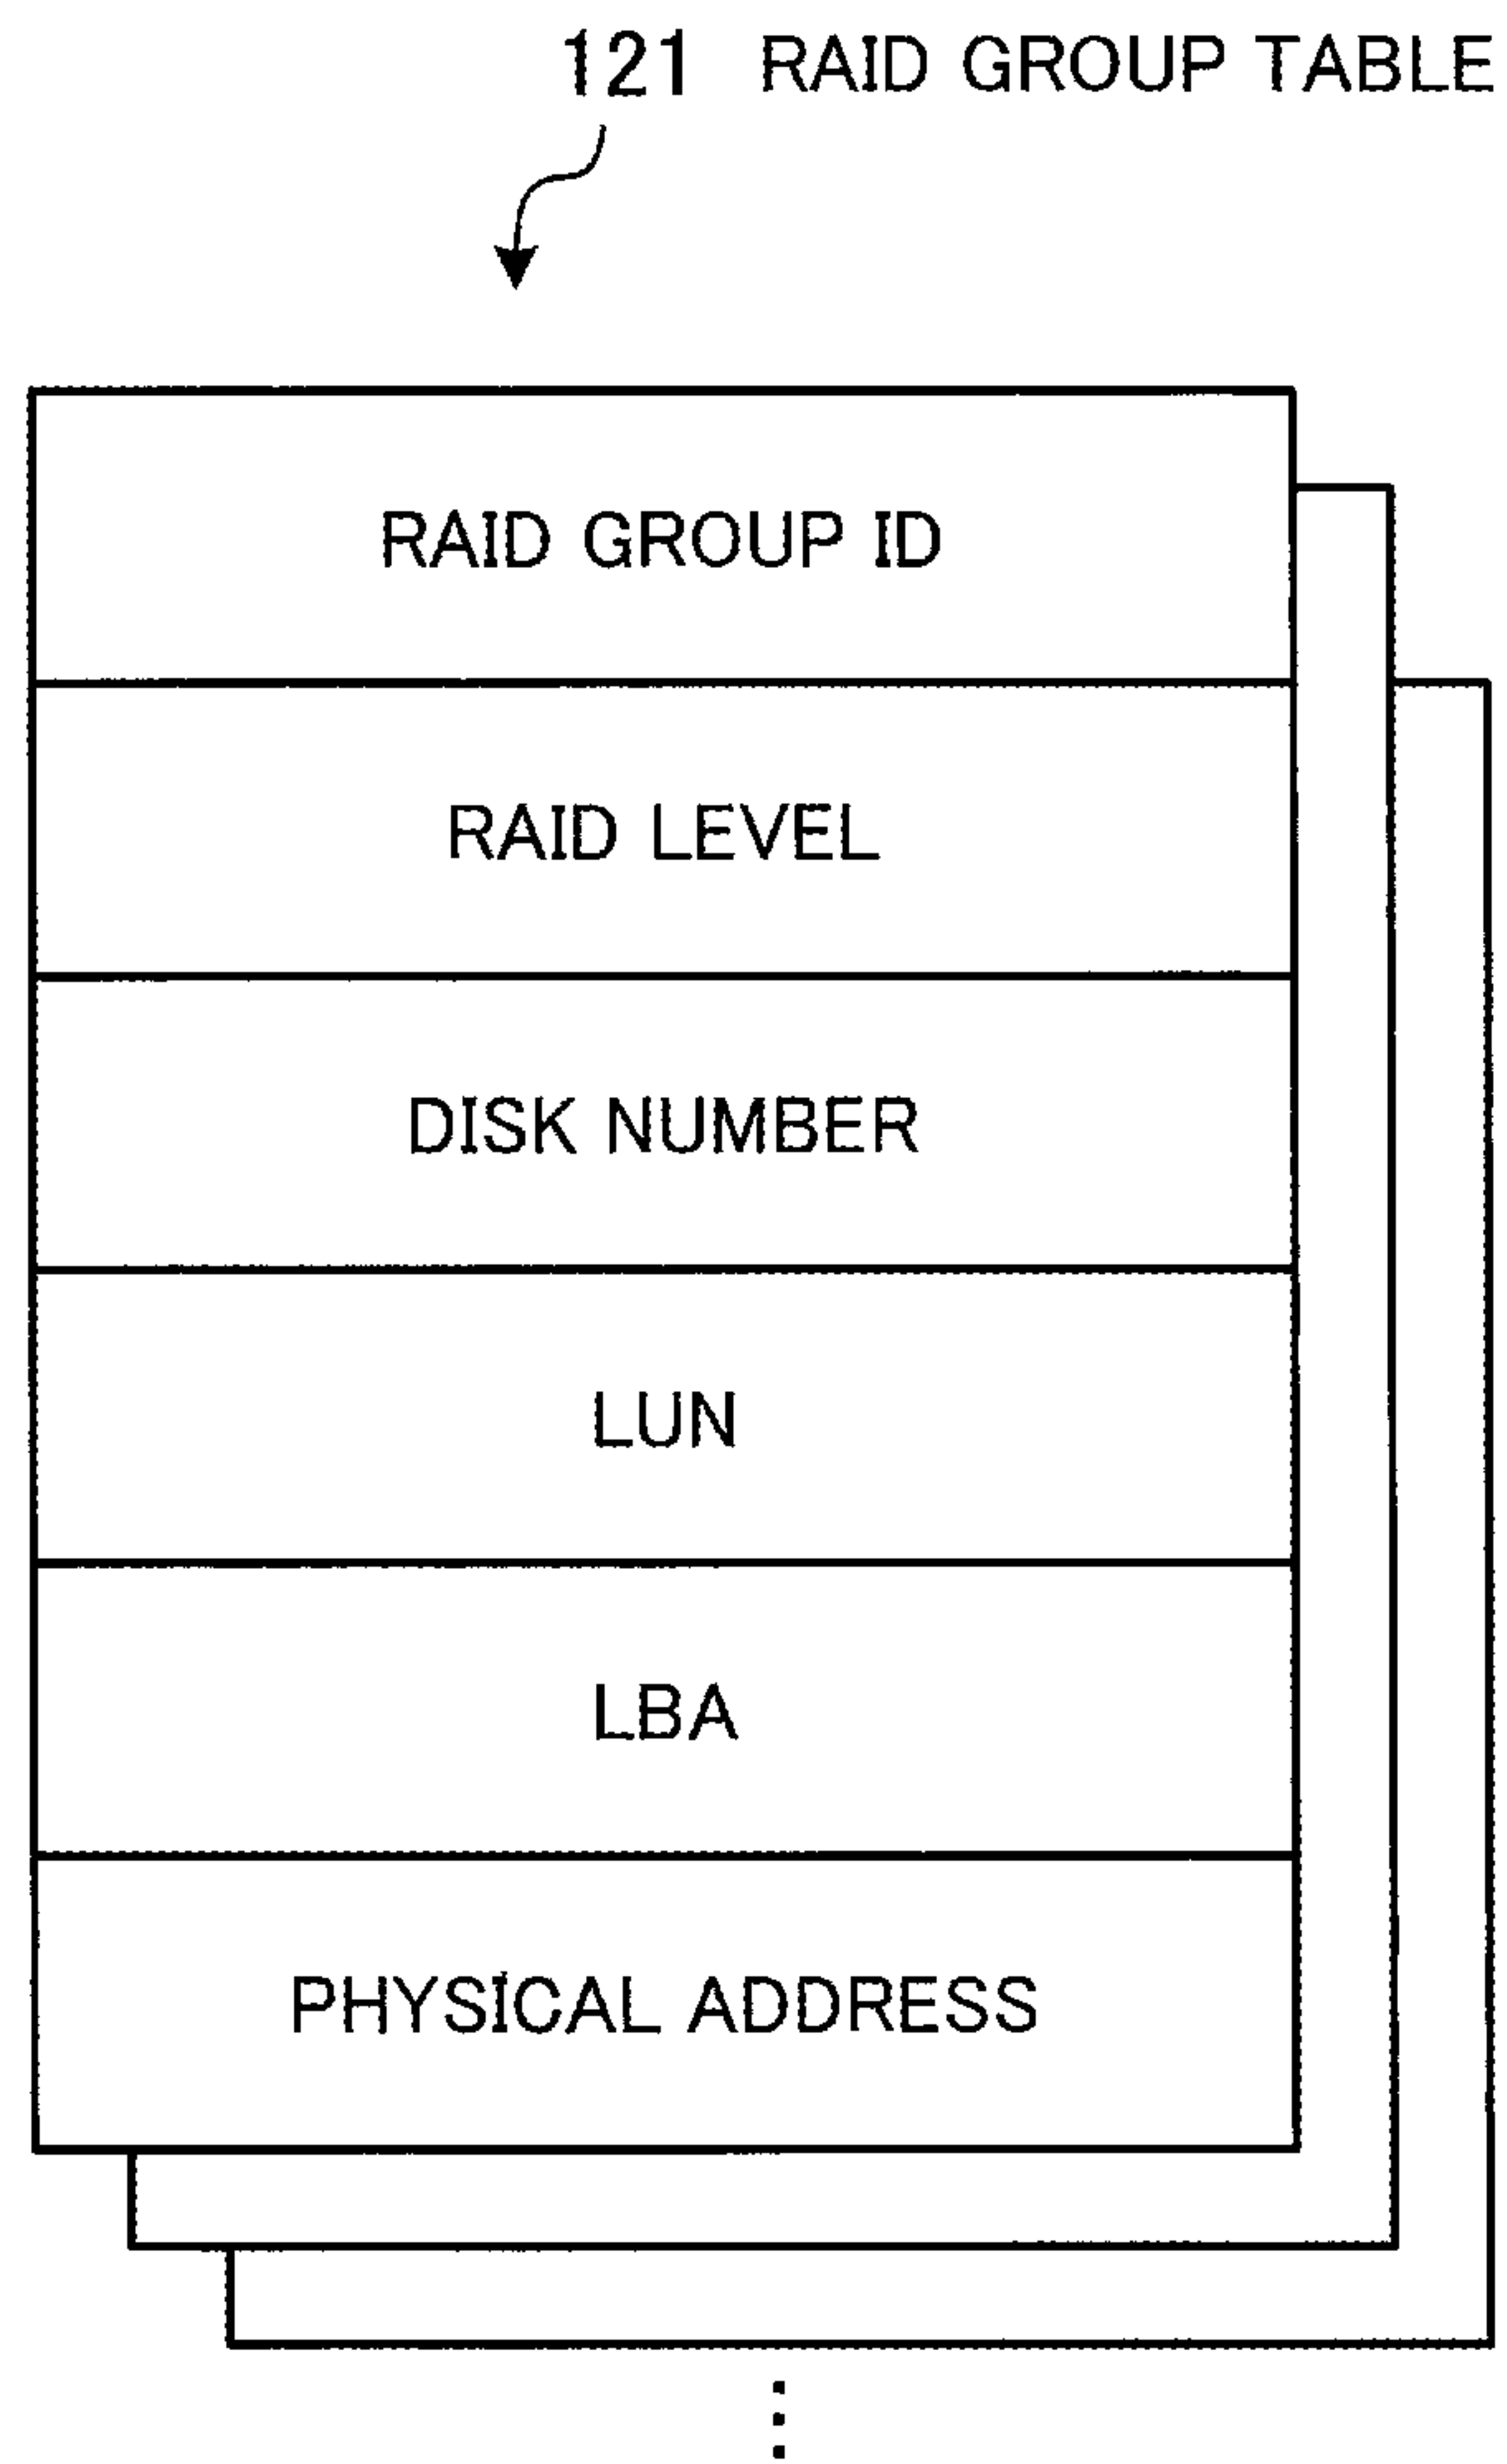 121 RAID GROUP TABLE
RAID GROUP ID
RAID LEVEL
DISK NUMBER
LUN
LBA
PHYSICAL ADDRESS